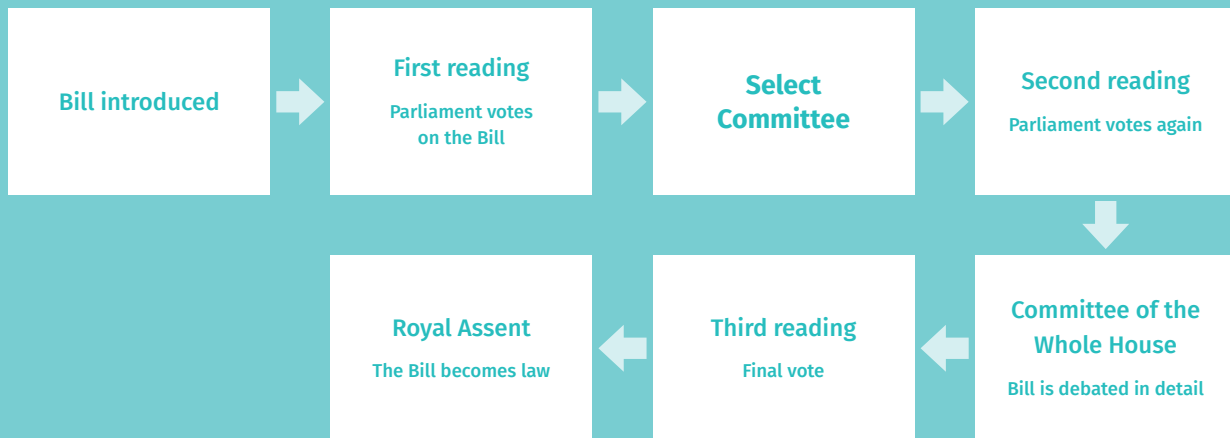 Bill introduced
First reading
Parliament votes
on the Bill
Select
Committee
Second reading
Parliament votes again
Committee of the
Whole House
Bill is debated in detail
Third reading
Final vote
Royal Assent
The Bill becomes law